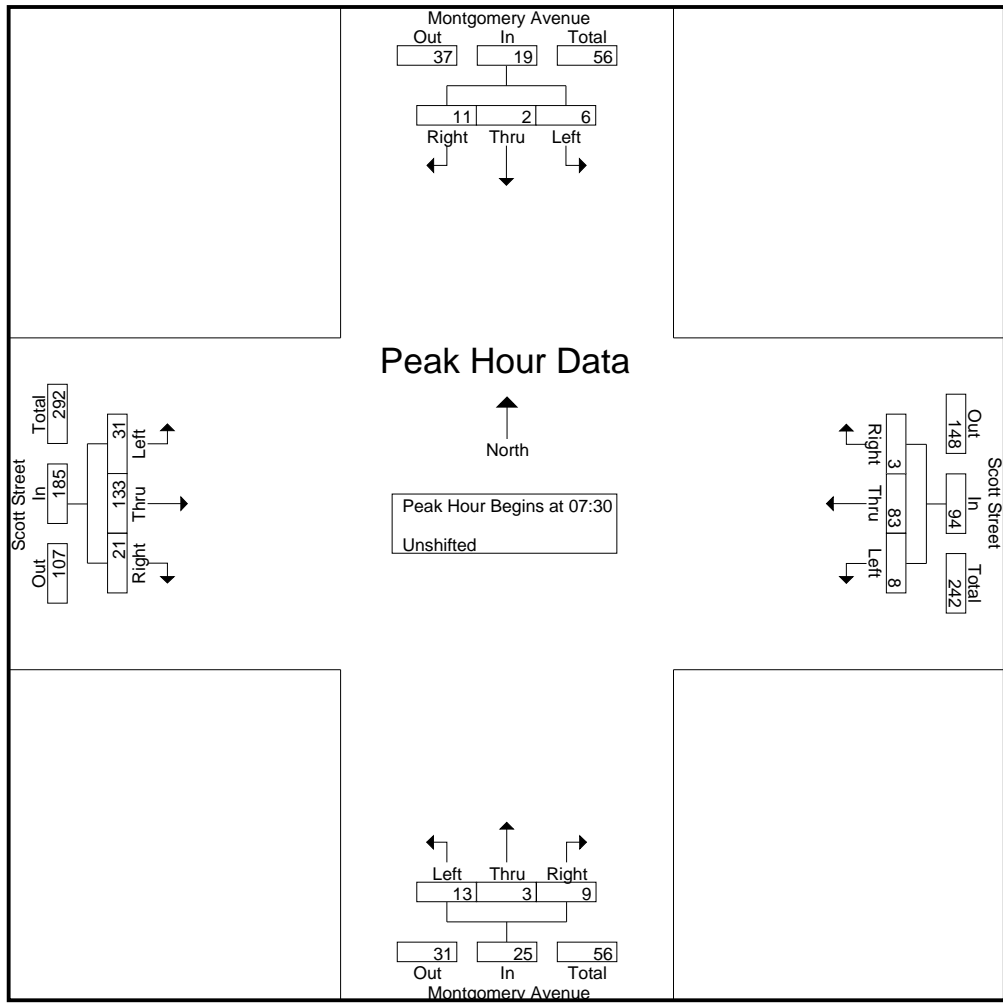 Montgomery Avenue
Out In Total
37 19 56
11 2 6
Right Thru Left
Peak Hour Data
North
Peak Hour Begins at 07:30
Unshifted
Scott Street
Total In Out
292 185 107
31 133 21
Left Thru Right
Scott Street
Out In Total
148 94 242
3 83 8
Right Thru Left
Left Thru Right
13 3 9
31 25 56
Out In Total
Montgomery Avenue